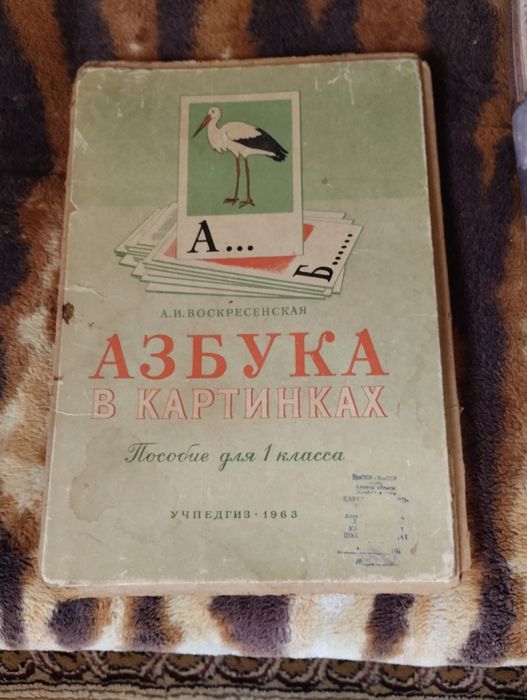 А...
Б......
А.И. ВОСКРЕСЕНСКАЯ
АЗБУКА
В КАРТИНКАХ
Пособие для 1 класса
УЧПЕДГИЗ · 1963